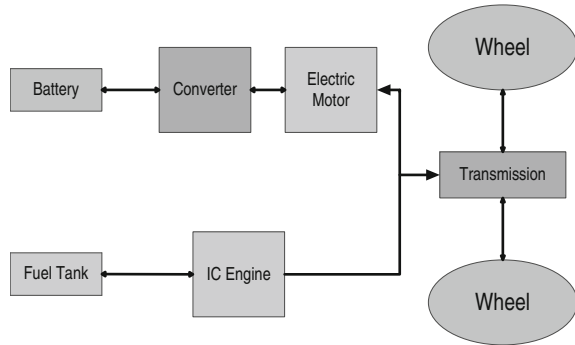 Wheel
Battery
Converter
Electric
Motor
Transmission
Fuel Tank
IC Engine
Wheel